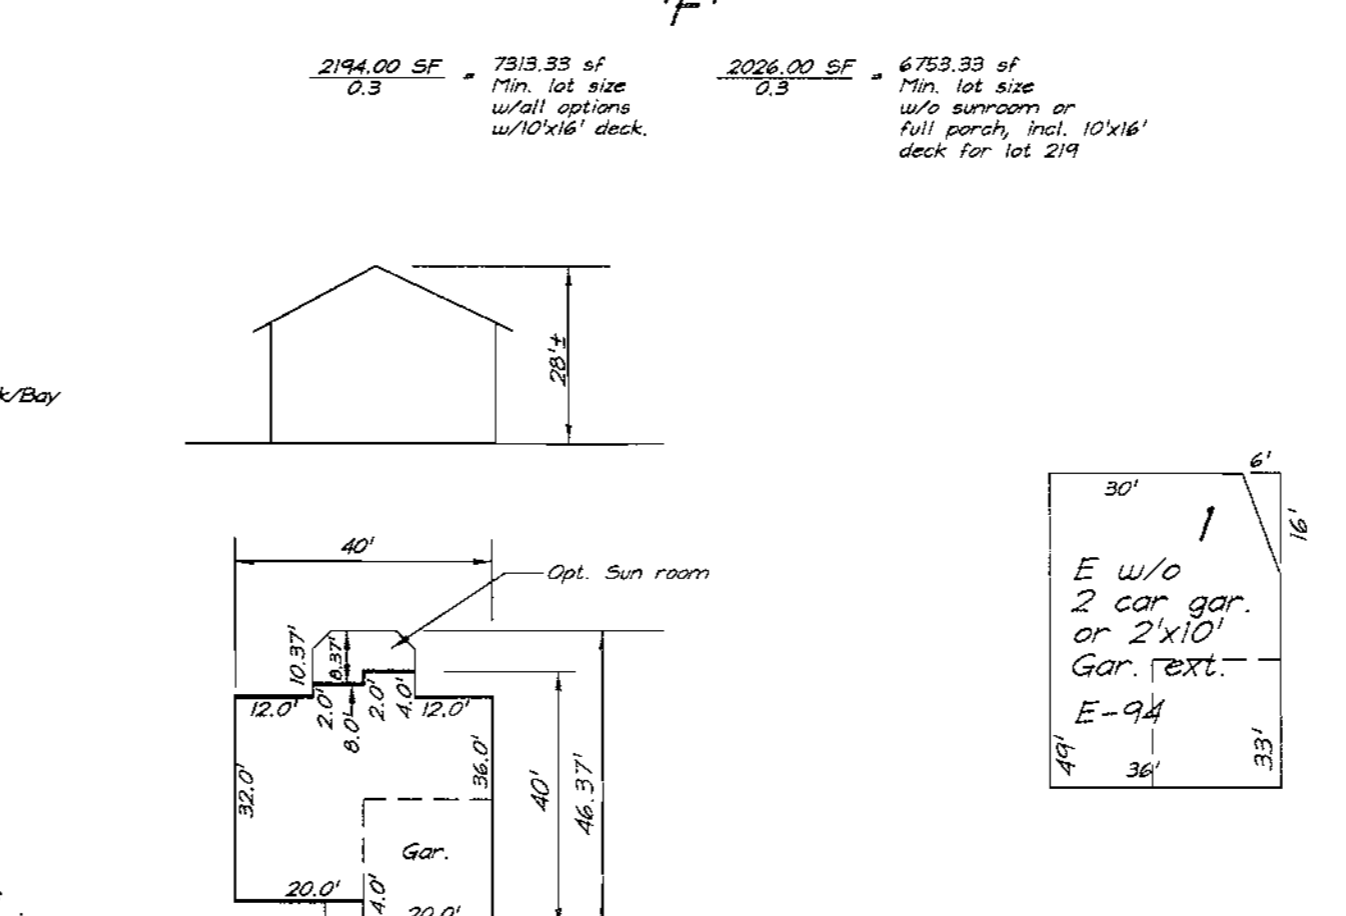 "F"
2194.00 SF = 7313.33 sf
0.3 Min. lot size
w/all options
w/10'x16' deck.
2026.00 SF = 6753.33 sf
0.3 Min. lot size
w/o sunroom or
full porch, incl. 10'x16'
deck for lot 219
28'±
k/Bay
40'
Opt. Sun room
10.37'
8.37'
12.0'
2.0'
8.0'
2.0'
4.0'
12.0'
32.0'
36.0'
40'
46.37'
Gar.
20.0'
4.0'
20.0'
6'
30'
16'
1
E w/o
2 car gar.
or 2'x10'
Gar. ext.
E-94
49'
36'
33'